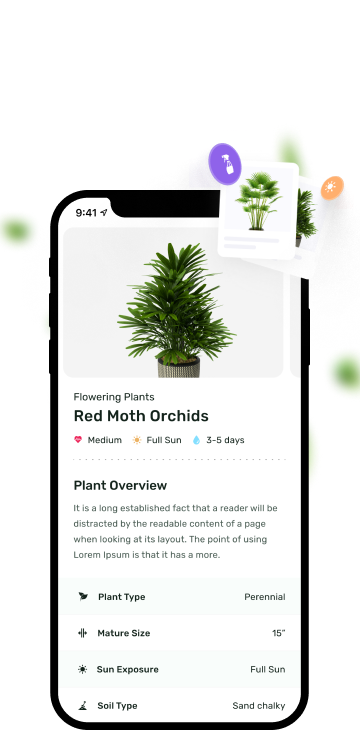 9:41
Flowering Plants
Red Moth Orchids
Medium Full Sun 3-5 days
Plant Overview
It is a long established fact that a reader will be
distracted by the readable content of a page
when looking at its layout. The point of using
Lorem Ipsum is that it has a more.
Plant Type Perennial
Mature Size 15”
Sun Exposure Full Sun
Soil Type Sand chalky